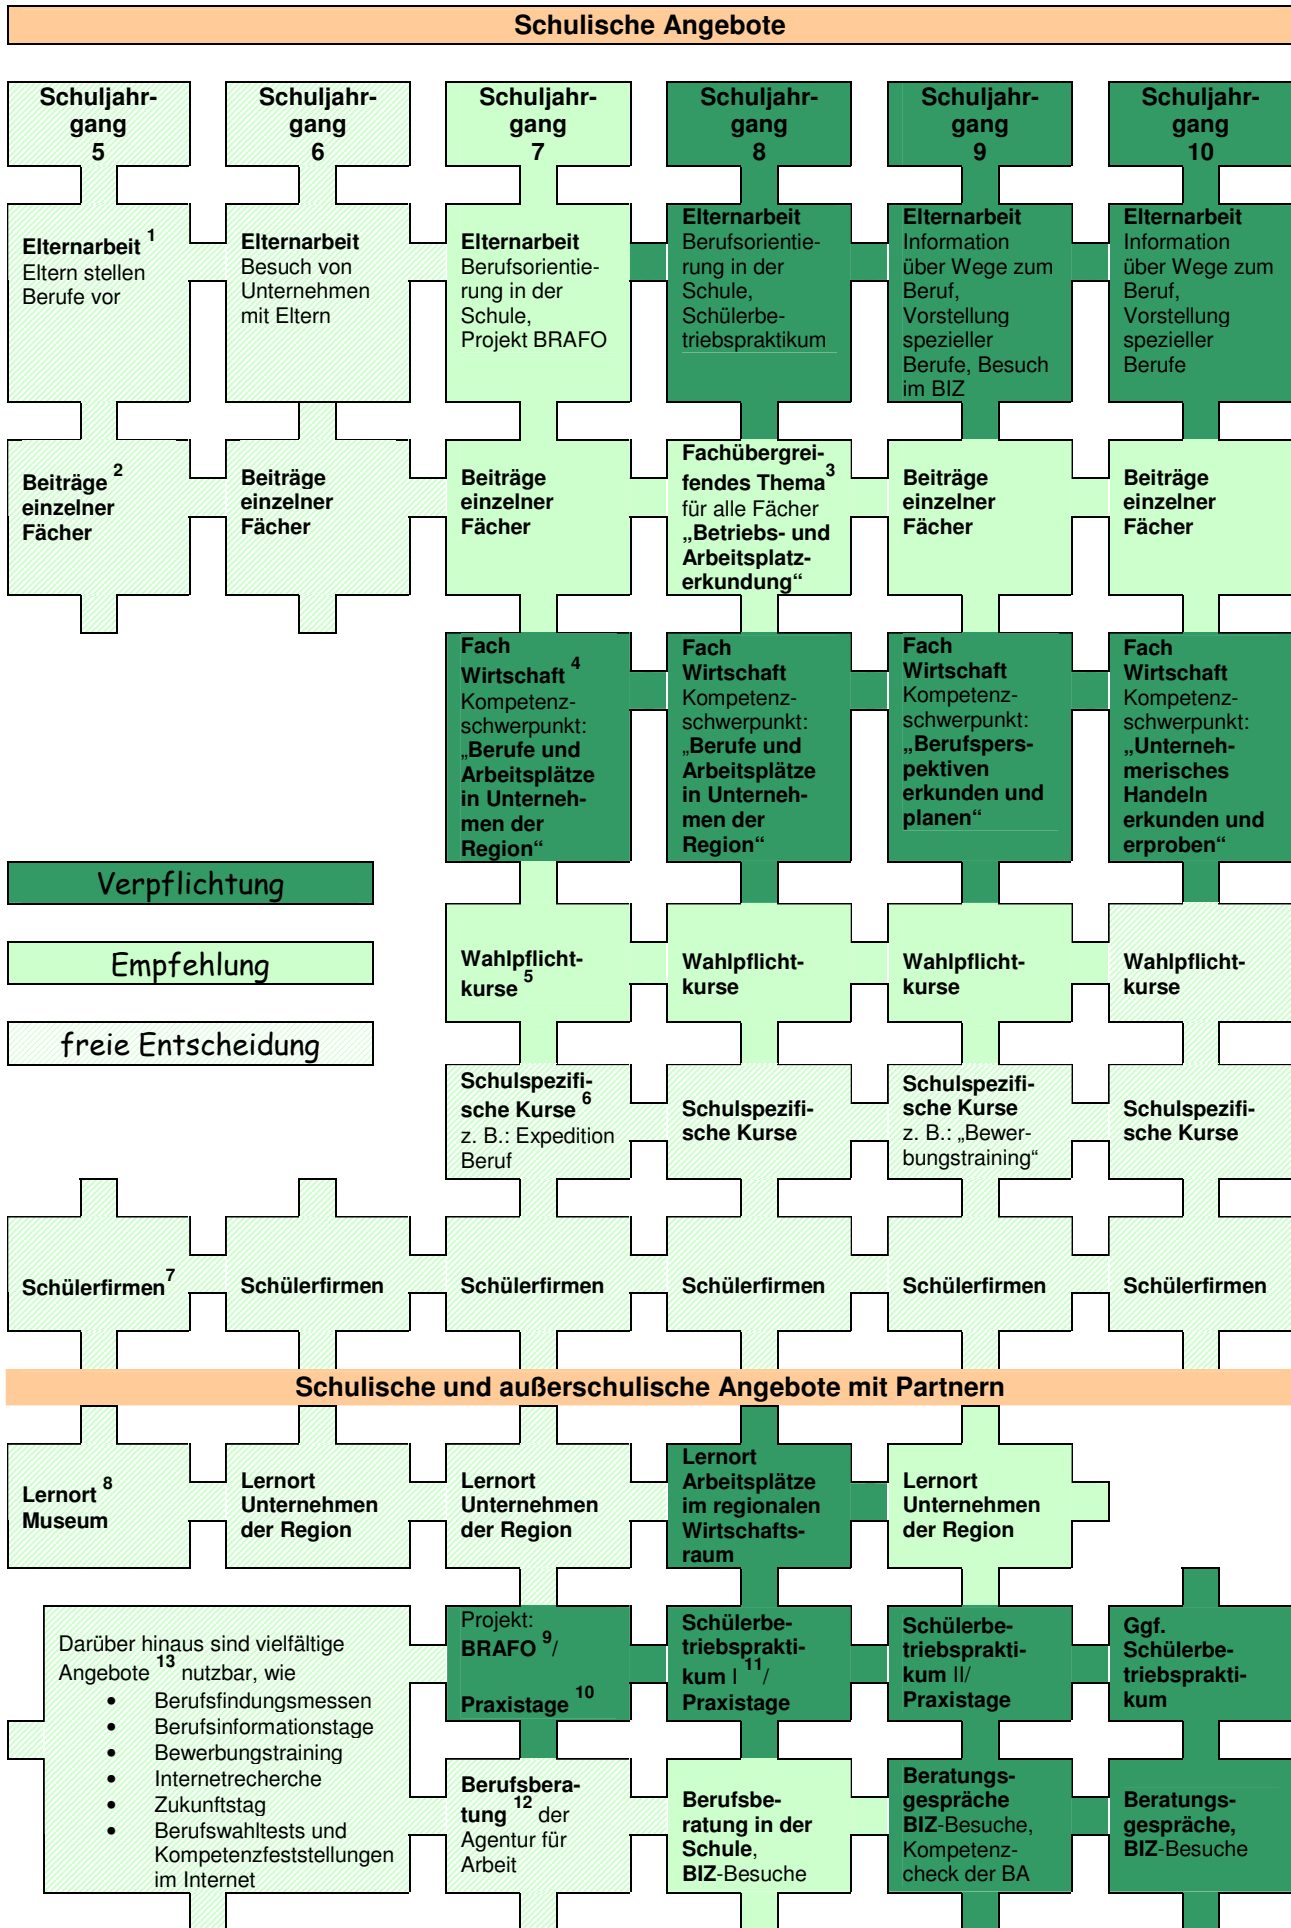 Schulische Angebote
Schuljahr-
gang
5
Schuljahr-
gang
6
Schuljahr-
gang
7
Schuljahr-
gang
8
Schuljahr-
gang
9
Schuljahr-
gang
10
Elternarbeit 1
Eltern stellen
Berufe vor
Elternarbeit
Besuch von
Unternehmen
mit Eltern
Elternarbeit
Berufsorientie-
rung in der
Schule,
Projekt BRAFO
Elternarbeit
Berufsorientie-
rung in der
Schule,
Schülerbe-
triebspraktikum
Elternarbeit
Information
über Wege zum
Beruf,
Vorstellung
spezieller
Berufe, Besuch
im BIZ
Elternarbeit
Information
über Wege zum
Beruf,
Vorstellung
spezieller
Berufe
Beiträge 2
einzelner
Fächer
Beiträge
einzelner
Fächer
Beiträge
einzelner
Fächer
Fachübergrei-
fendes Thema3
für alle Fächer
„Betriebs- und
Arbeitsplatz-
erkundung“
Beiträge
einzelner
Fächer
Beiträge
einzelner
Fächer
Fach
Wirtschaft 4
Kompetenz-
schwerpunkt:
„Berufe und
Arbeitsplätze
in Unterneh-
men der
Region“
Fach
Wirtschaft
Kompetenz-
schwerpunkt:
„Berufe und
Arbeitsplätze
in Unterneh-
men der
Region“
Fach
Wirtschaft
Kompetenz-
schwerpunkt:
„Berufspers-
pektiven
erkunden und
planen“
Fach
Wirtschaft
Kompetenz-
schwerpunkt:
„Unterneh-
merisches
Handeln
erkunden und
erproben“
Verpflichtung
Empfehlung
freie Entscheidung
Wahlpflicht-
kurse 5
Wahlpflicht-
kurse
Wahlpflicht-
kurse
Wahlpflicht-
kurse
Schulspezifi-
sche Kurse 6
z. B.: Expedition
Beruf
Schulspezifi-
sche Kurse
Schulspezifi-
sche Kurse
z. B.: „Bewer-
bungstraining“
Schulspezifi-
sche Kurse
Schülerfirmen7
Schülerfirmen
Schülerfirmen
Schülerfirmen
Schülerfirmen
Schülerfirmen
Schulische und außerschulische Angebote mit Partnern
Lernort 8
Museum
Lernort
Unternehmen
der Region
Lernort
Unternehmen
der Region
Lernort
Arbeitsplätze
im regionalen
Wirtschafts-
raum
Lernort
Unternehmen
der Region
Darüber hinaus sind vielfältige
Angebote 13 nutzbar, wie
• Berufsfindungsmessen
• Berufsinformationstage
• Bewerbungstraining
• Internetrecherche
• Zukunftstag
• Berufswahltests und
Kompetenzfeststellungen
im Internet
Projekt:
BRAFO 9/
Praxistage 10
Schülerbe-
triebsprakti-
kum I 11/
Praxistage
Schülerbe-
triebsprakti-
kum II/
Praxistage
Ggf.
Schülerbe-
triebsprakti-
kum
Berufsbera-
tung 12 der
Agentur für
Arbeit
Berufsbe-
ratung in der
Schule,
BIZ-Besuche
Beratungs-
gespräche
BIZ-Besuche,
Kompetenz-
check der BA
Beratungs-
gespräche,
BIZ-Besuche